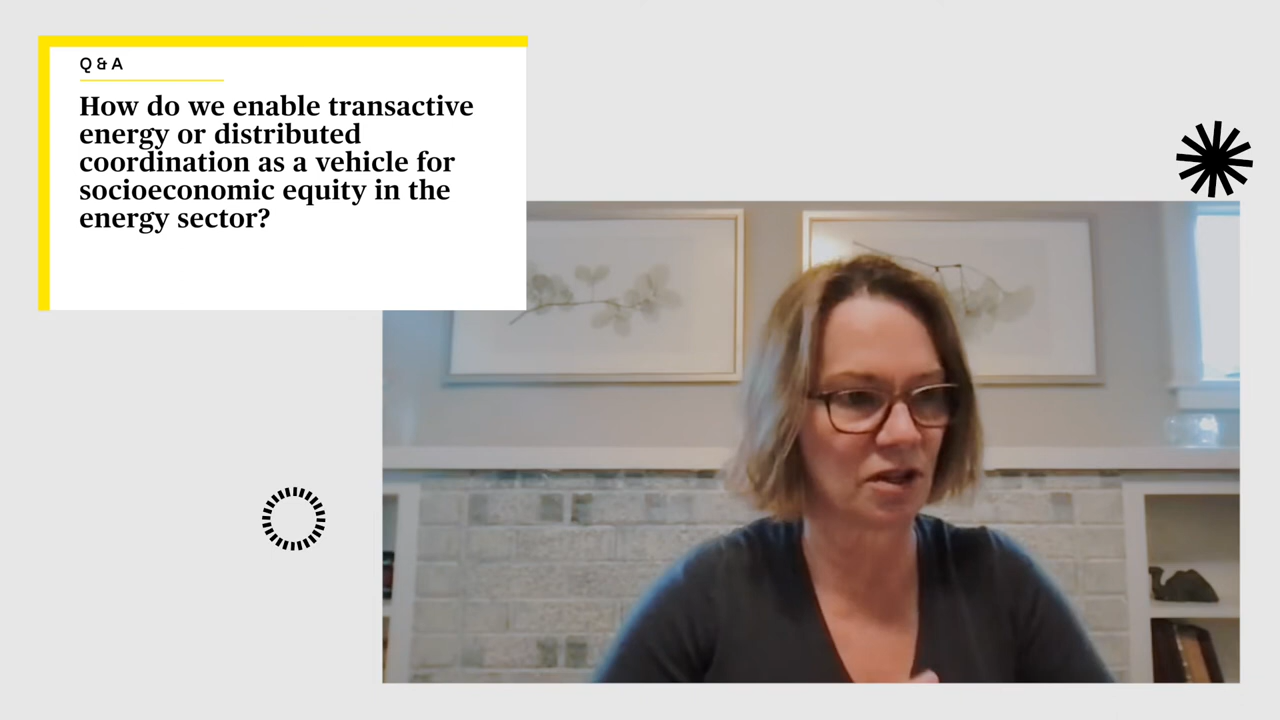 Q & A
How do we enable transactive
energy or distributed
coordination as a vehicle for
socioeconomic equity in the
energy sector?